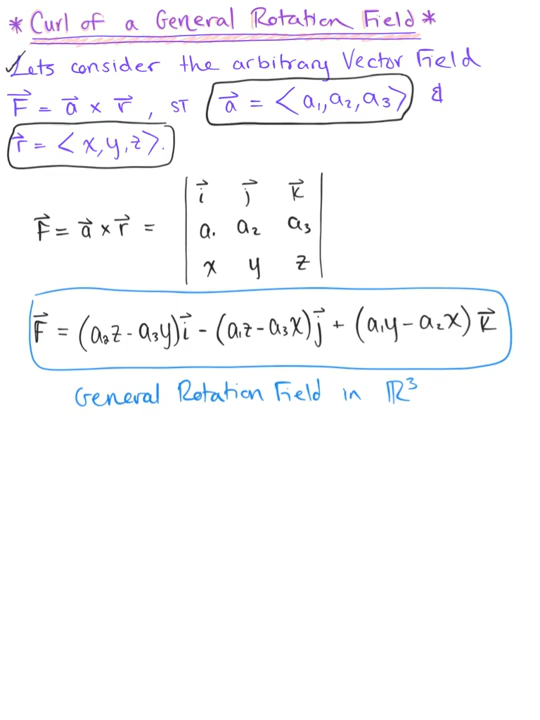 * Curl of a General Rotation Field *
✓Lets consider the arbitrary Vector Field
F⃗ = a⃗ x r⃗ , ST a⃗ = <a₁,a₂,a₃> &
r⃗ = <x,y,z>.
i⃗ j⃗ k⃗
F⃗ = a⃗ x r⃗ = a₁ a₂ a₃
x y z
F⃗ = (a₂z - a₃y)i⃗ - (a₁z - a₃x)j⃗ + (a₁y - a₂x) k⃗
General Rotation Field in ℝ³